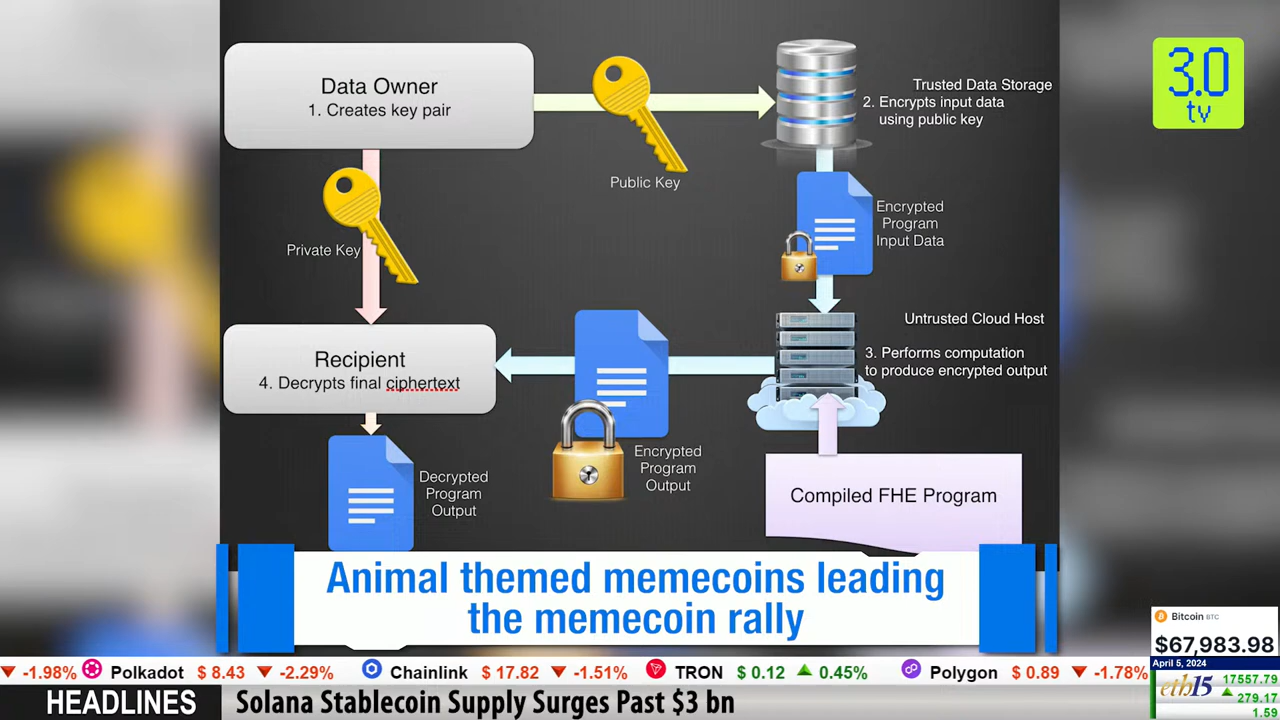 Data Owner
1. Creates key pair
Public Key
Trusted Data Storage
2. Encrypts input data
using public key
Private Key
Encrypted
Program
Input Data
Untrusted Cloud Host
3. Performs computation
to produce encrypted output
Recipient
4. Decrypts final ciphertext
Encrypted
Program
Output
Decrypted
Program
Output
Compiled FHE Program
3.0
tv
Animal themed memecoins leading
the memecoin rally
Bitcoin BTC
$67,983.98
April 5, 2024
eth15
17557.79
279.17
1.59
-1.98% Polkadot $ 8.43 -2.29% Chainlink $ 17.82 -1.51% TRON $ 0.12 0.45% Polygon $ 0.89 -1.78%
HEADLINES Solana Stablecoin Supply Surges Past $3 bn